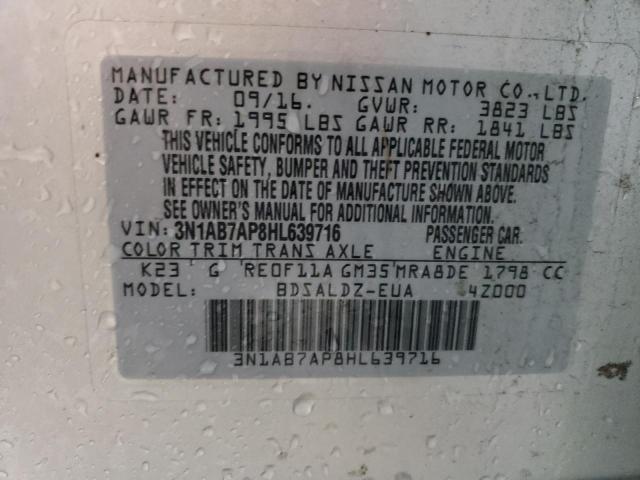 MANUFACTURED BY NISSAN MOTOR CO.,LTD.
DATE: 09/16. GVWR: 3823 LBS
GAWR FR: 1995 LBS GAWR RR: 1841 LBS
THIS VEHICLE CONFORMS TO ALL APPLICABLE FEDERAL MOTOR
VEHICLE SAFETY, BUMPER AND THEFT PREVENTION STANDARDS
IN EFFECT ON THE DATE OF MANUFACTURE SHOWN ABOVE.
SEE OWNER'S MANUAL FOR ADDITIONAL INFORMATION.
VIN: 3N1AB7AP8HL639716 PASSENGER CAR.
COLOR TRIM TRANS AXLE ENGINE
K23 G RE0F11A GM35 MRA8DE 1798 CC
MODEL: BDSALDZ-EUA 4Z000
3N1AB7AP8HL639716